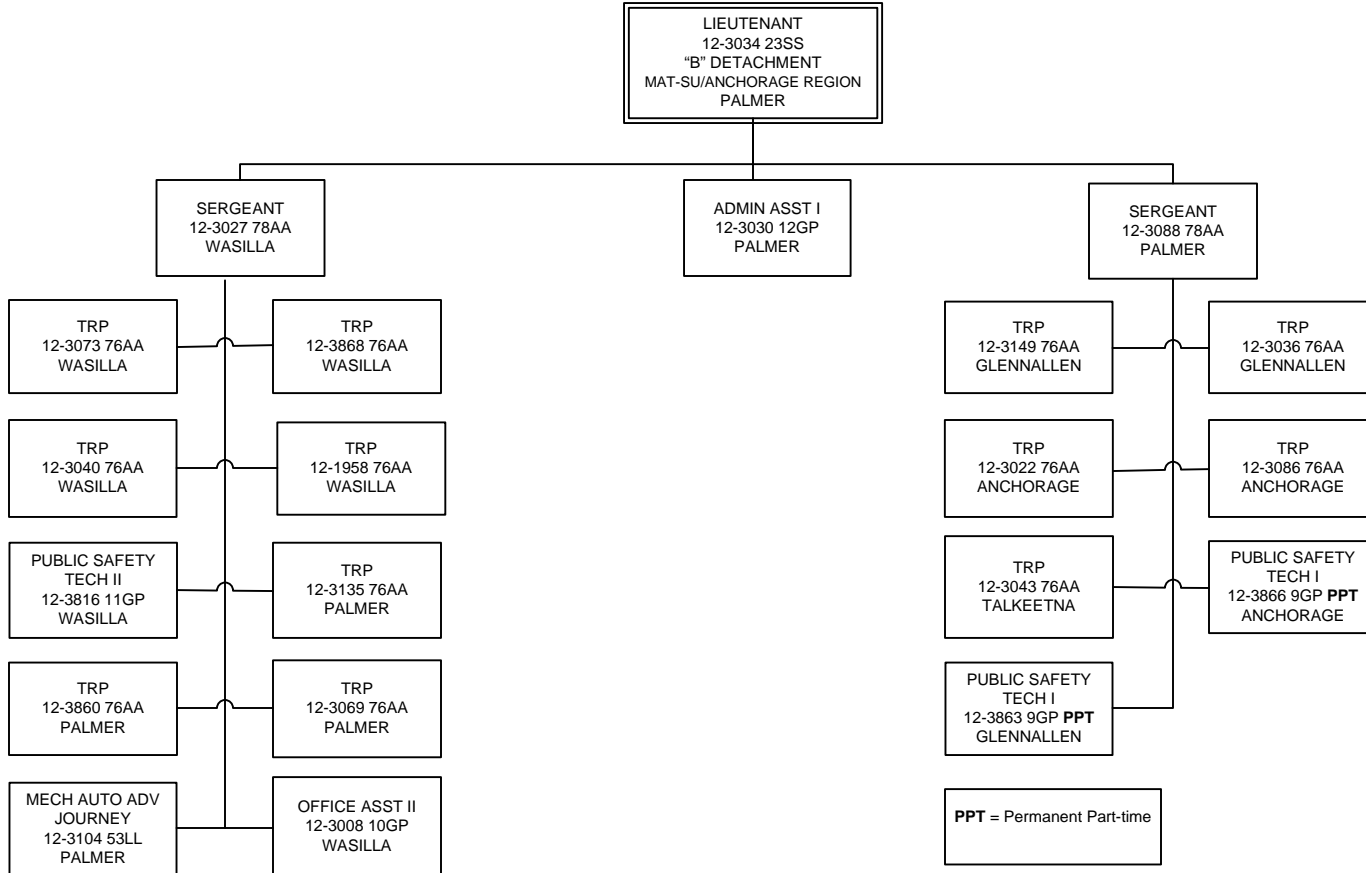 LIEUTENANT
12-3034 23SS
“B” DETACHMENT
MAT-SU/ANCHORAGE REGION
PALMER
SERGEANT
12-3027 78AA
WASILLA
ADMIN ASST I
12-3030 12GP
PALMER
SERGEANT
12-3088 78AA
PALMER
TRP
12-3073 76AA
WASILLA
TRP
12-3868 76AA
WASILLA
TRP
12-3149 76AA
GLENNALLEN
TRP
12-3036 76AA
GLENNALLEN
TRP
12-3040 76AA
WASILLA
TRP
12-1958 76AA
WASILLA
TRP
12-3022 76AA
ANCHORAGE
TRP
12-3086 76AA
ANCHORAGE
PUBLIC SAFETY
TECH II
12-3816 11GP
WASILLA
TRP
12-3135 76AA
PALMER
TRP
12-3043 76AA
TALKEETNA
PUBLIC SAFETY
TECH I
12-3866 9GP PPT
ANCHORAGE
TRP
12-3860 76AA
PALMER
TRP
12-3069 76AA
PALMER
PUBLIC SAFETY
TECH I
12-3863 9GP PPT
GLENNALLEN
MECH AUTO ADV
JOURNEY
12-3104 53LL
PALMER
OFFICE ASST II
12-3008 10GP
WASILLA
PPT = Permanent Part-time